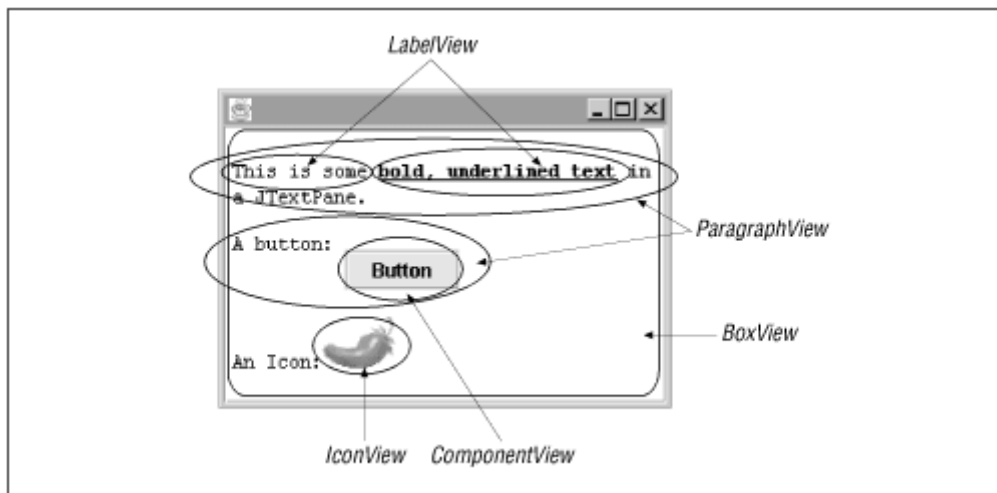 LabelView
This is some bold, underlined text in
a JTextPane.
ParagraphView
A button:
Button
BoxView
An Icon:
IconView ComponentView